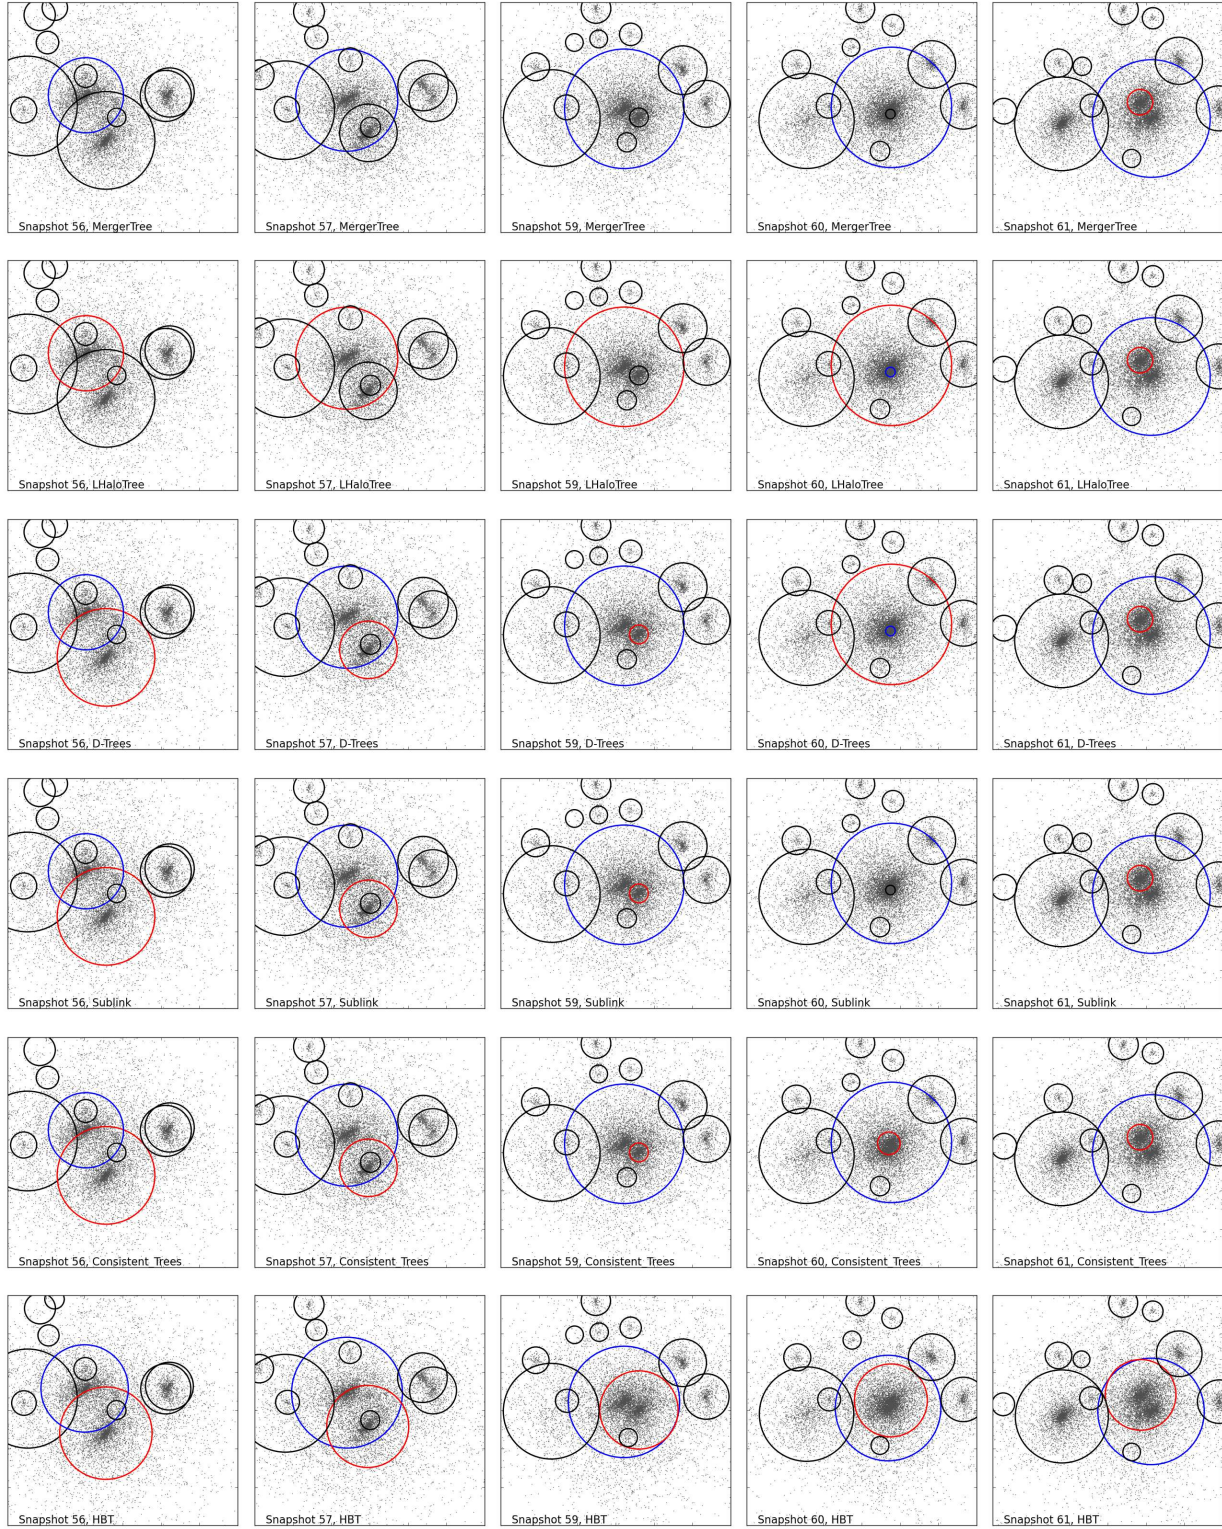 Snapshot 56, MergerTree
Snapshot 57, MergerTree
Snapshot 59, MergerTree
Snapshot 60, MergerTree
Snapshot 61, MergerTree
Snapshot 56, LHaloTree
Snapshot 57, LHaloTree
Snapshot 59, LHaloTree
Snapshot 60, LHaloTree
Snapshot 61, LHaloTree
Snapshot 56, D-Trees
Snapshot 57, D-Trees
Snapshot 59, D-Trees
Snapshot 60, D-Trees
Snapshot 61, D-Trees
Snapshot 56, Sublink
Snapshot 57, Sublink
Snapshot 59, Sublink
Snapshot 60, Sublink
Snapshot 61, Sublink
Snapshot 56, Consistent_Trees
Snapshot 57, Consistent_Trees
Snapshot 59, Consistent_Trees
Snapshot 60, Consistent_Trees
Snapshot 61, Consistent_Trees
Snapshot 56, HBT
Snapshot 57, HBT
Snapshot 59, HBT
Snapshot 60, HBT
Snapshot 61, HBT